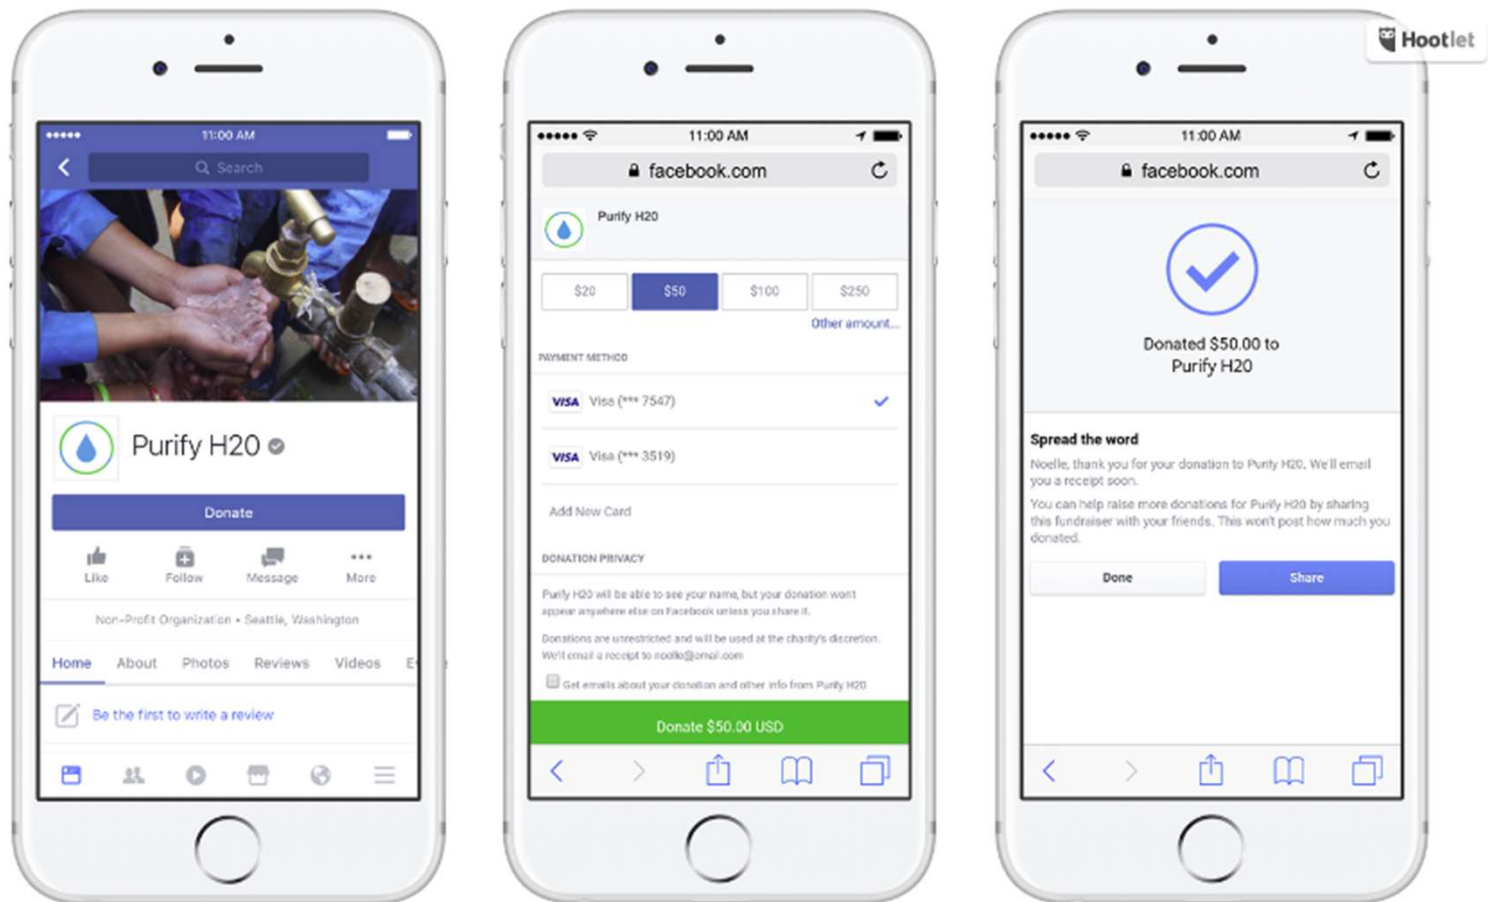 Hootlet
11:00 AM
Search
Purify H20
Donate
Like Follow Message More
Non-Profit Organization • Seattle, Washington
Home About Photos Reviews Videos
Be the first to write a review
11:00 AM
facebook.com
Purify H20
$20 $50 $100 $250
Other amount...
PAYMENT METHOD
VISA Visa (*** 7547)
VISA Visa (*** 3519)
Add New Card
DONATION PRIVACY
Purify H20 will be able to see your name, but your donation won't
appear anywhere else on Facebook unless you share it.
Donations are unrestricted and will be used at the charity's discretion.
We'll email a receipt to noelle@email.com
Get emails about your donation and other info from Purify H20
Donate $50.00 USD
11:00 AM
facebook.com
Donated $50.00 to
Purify H20
Spread the word
Noelle, thank you for your donation to Purify H20. We'll email
you a receipt soon.
You can help raise more donations for Purify H20 by sharing
this fundraiser with your friends. This won't post how much you
donated.
Done Share